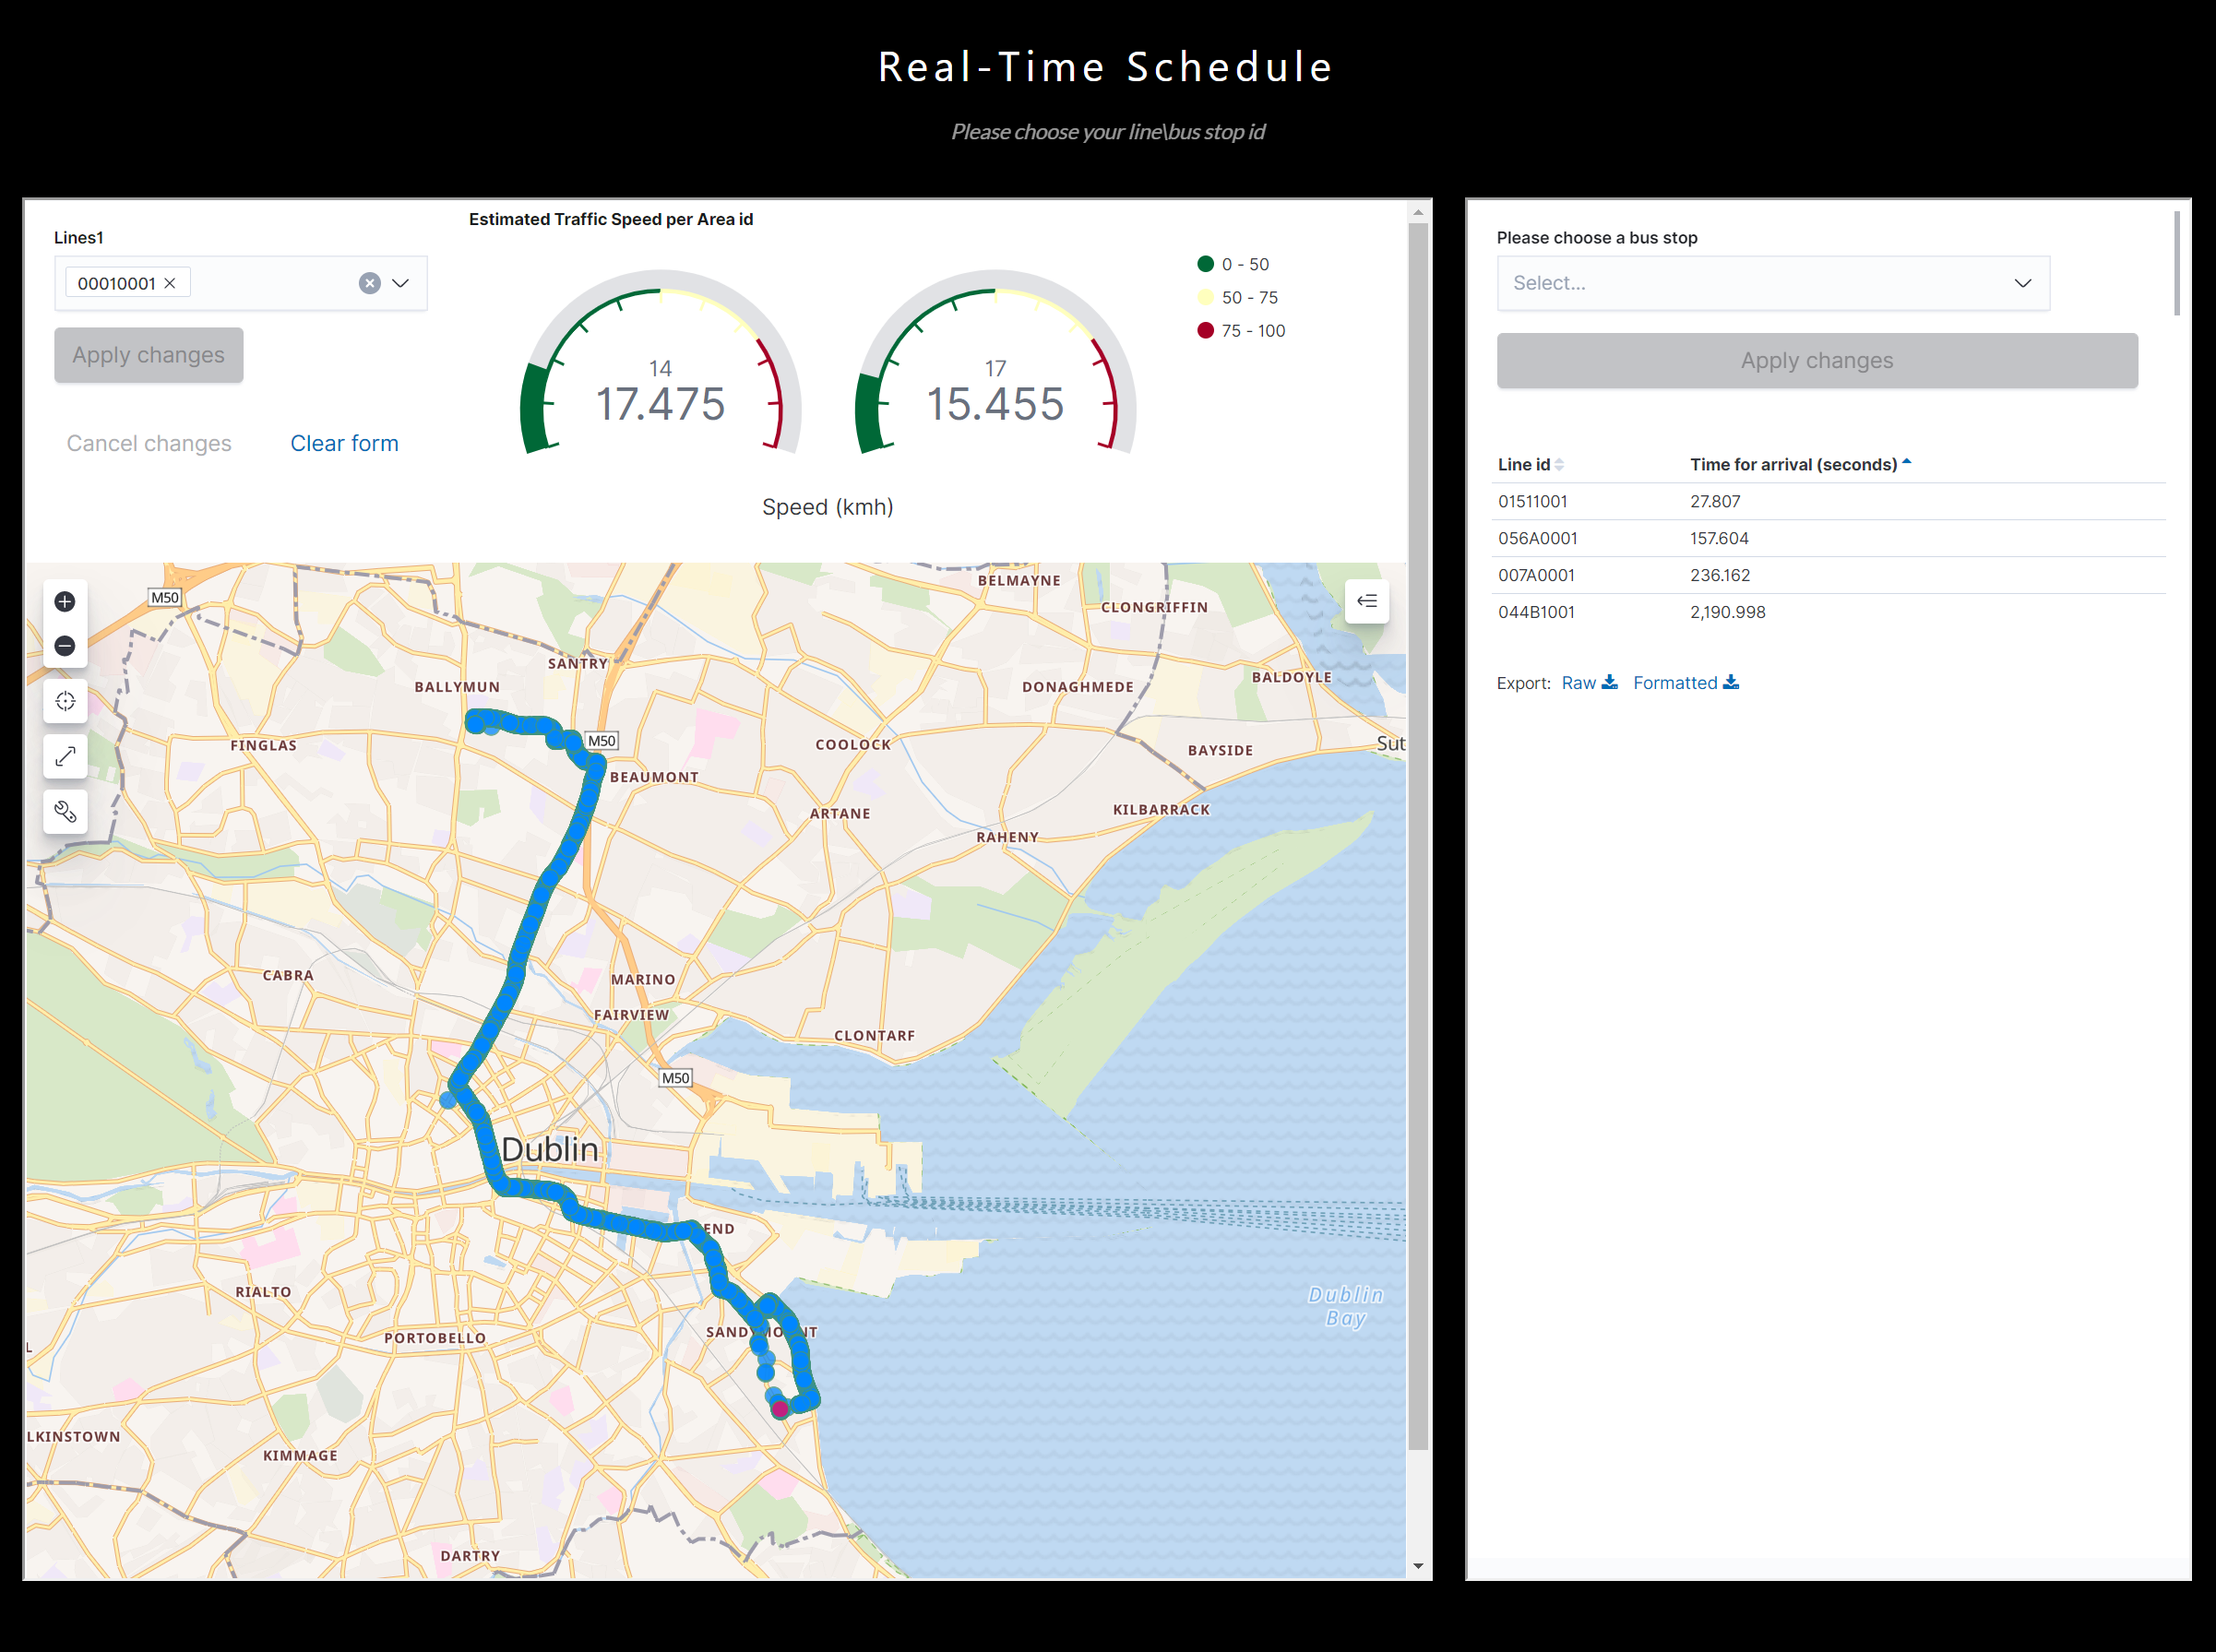 Real-Time Schedule
Please choose your line\bus stop id
Lines1
00010001
Apply changes
Cancel changes
Clear form
Estimated Traffic Speed per Area id
14
17.475
17
15.455
0 - 50
50 - 75
75 - 100
Speed (kmh)
M50
BELMAYNE
CLONGRIFFIN
SANTRY
BALLYMUN
DONAGHMEDE
BALDOYLE
FINGLAS
M50
COOLOCK
BAYSIDE
Sut
BEAUMONT
ARTANE
KILBARRACK
RAHENY
CABRA
MARINO
FAIRVIEW
CLONTARF
M50
Dublin
END
RIALTO
Dublin
Bay
PORTOBELLO
SANDYMOUNT
L
LKINSTOWN
KIMMAGE
DARTRY
Please choose a bus stop
Select...
Apply changes
Line id Time for arrival (seconds)
01511001 27.807
056A0001 157.604
007A0001 236.162
044B1001 2,190.998
Export: Raw Formatted